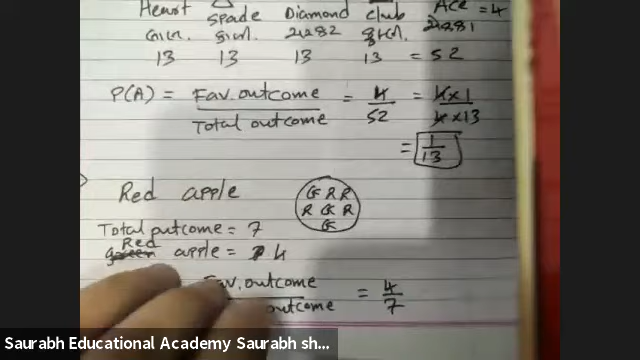 Heart Spade Diamond Club Ace = 4
13 13 13 13 = 52
P(A) = Fav. outcome = 4 = 4×1
Total outcome 52 4×13
= 1
13
Red apple
G R R
R G R
G
Total outcome = 7
Red apple = 4
Fav. outcome = 4
outcome 7
Saurabh Educational Academy Saurabh sh...